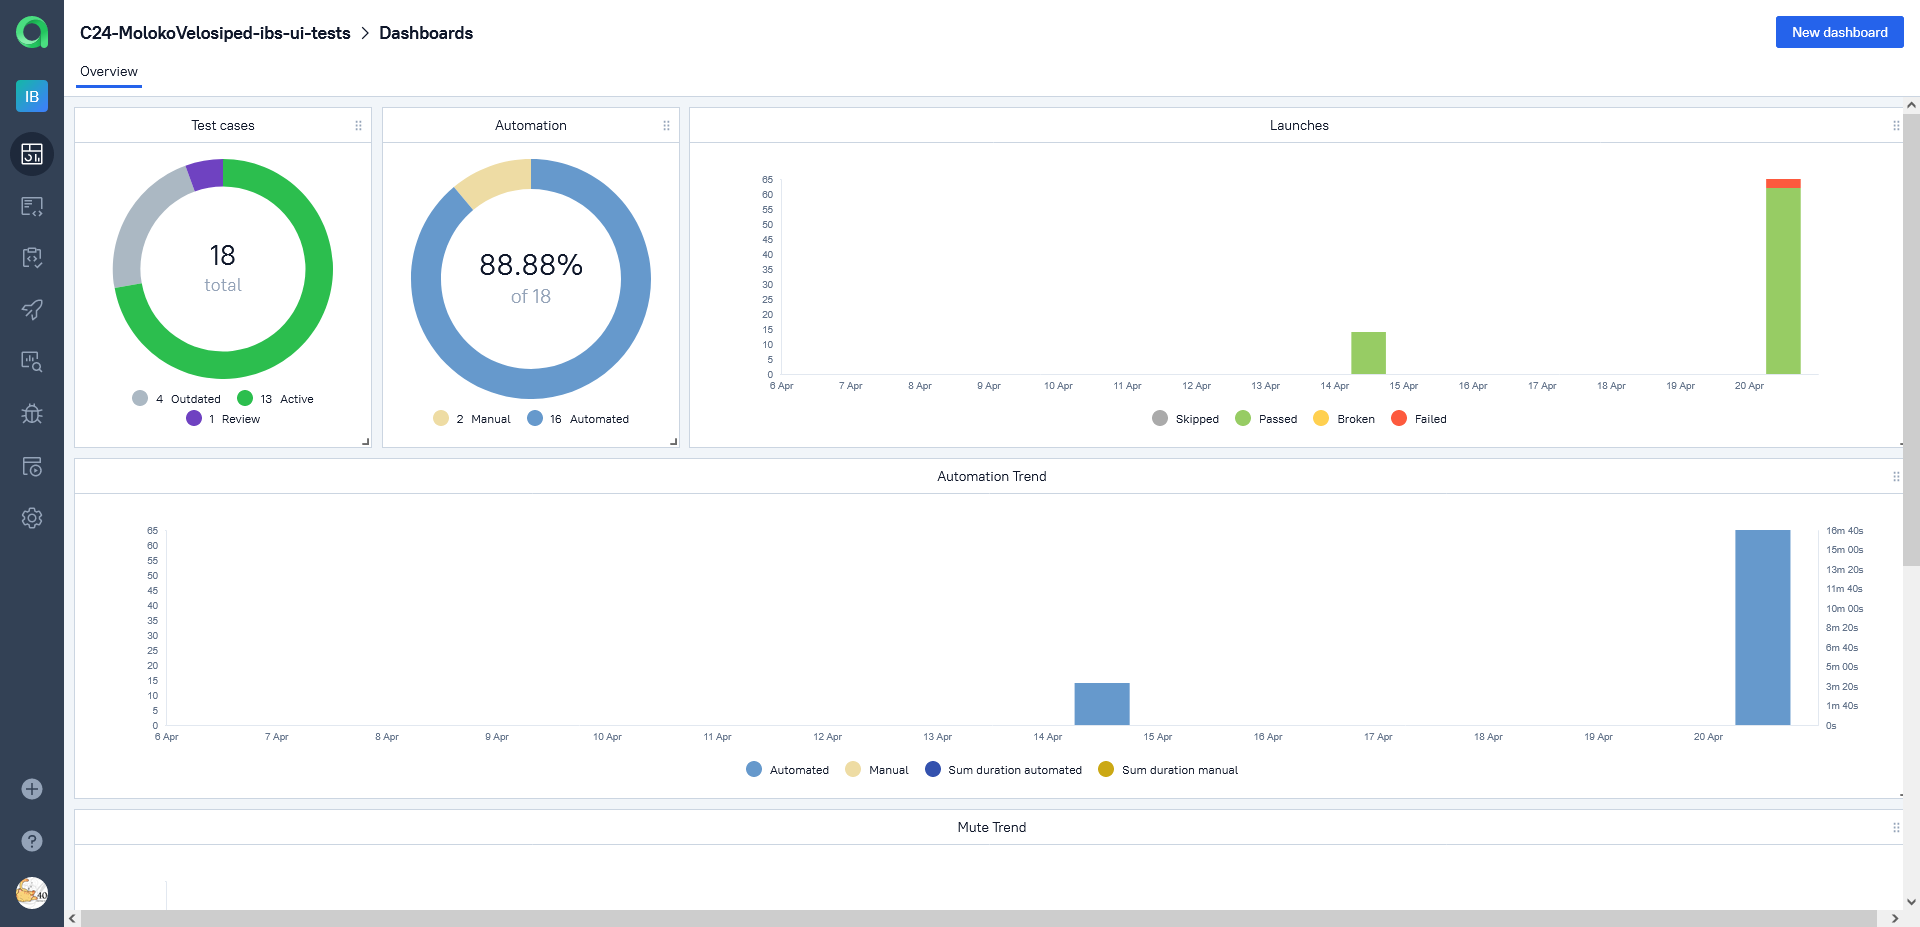 C24-MolokoVelosiped-ibs-ui-tests > Dashboards
New dashboard
Overview
IB
Test cases
18
total
4 Outdated 13 Active
1 Review
Automation
88.88%
of 18
2 Manual 16 Automated
Launches
65
60
55
50
45
40
35
30
25
20
15
10
5
0
6 Apr 7 Apr 8 Apr 9 Apr 10 Apr 11 Apr 12 Apr 13 Apr 14 Apr 15 Apr 16 Apr 17 Apr 18 Apr 19 Apr 20 Apr
Skipped Passed Broken Failed
Automation Trend
65
60
55
50
45
40
35
30
25
20
15
10
5
0
16m 40s
15m 00s
13m 20s
11m 40s
10m 00s
8m 20s
6m 40s
5m 00s
3m 20s
1m 40s
0s
6 Apr 7 Apr 8 Apr 9 Apr 10 Apr 11 Apr 12 Apr 13 Apr 14 Apr 15 Apr 16 Apr 17 Apr 18 Apr 19 Apr 20 Apr
Automated Manual Sum duration automated Sum duration manual
Mute Trend
?
40